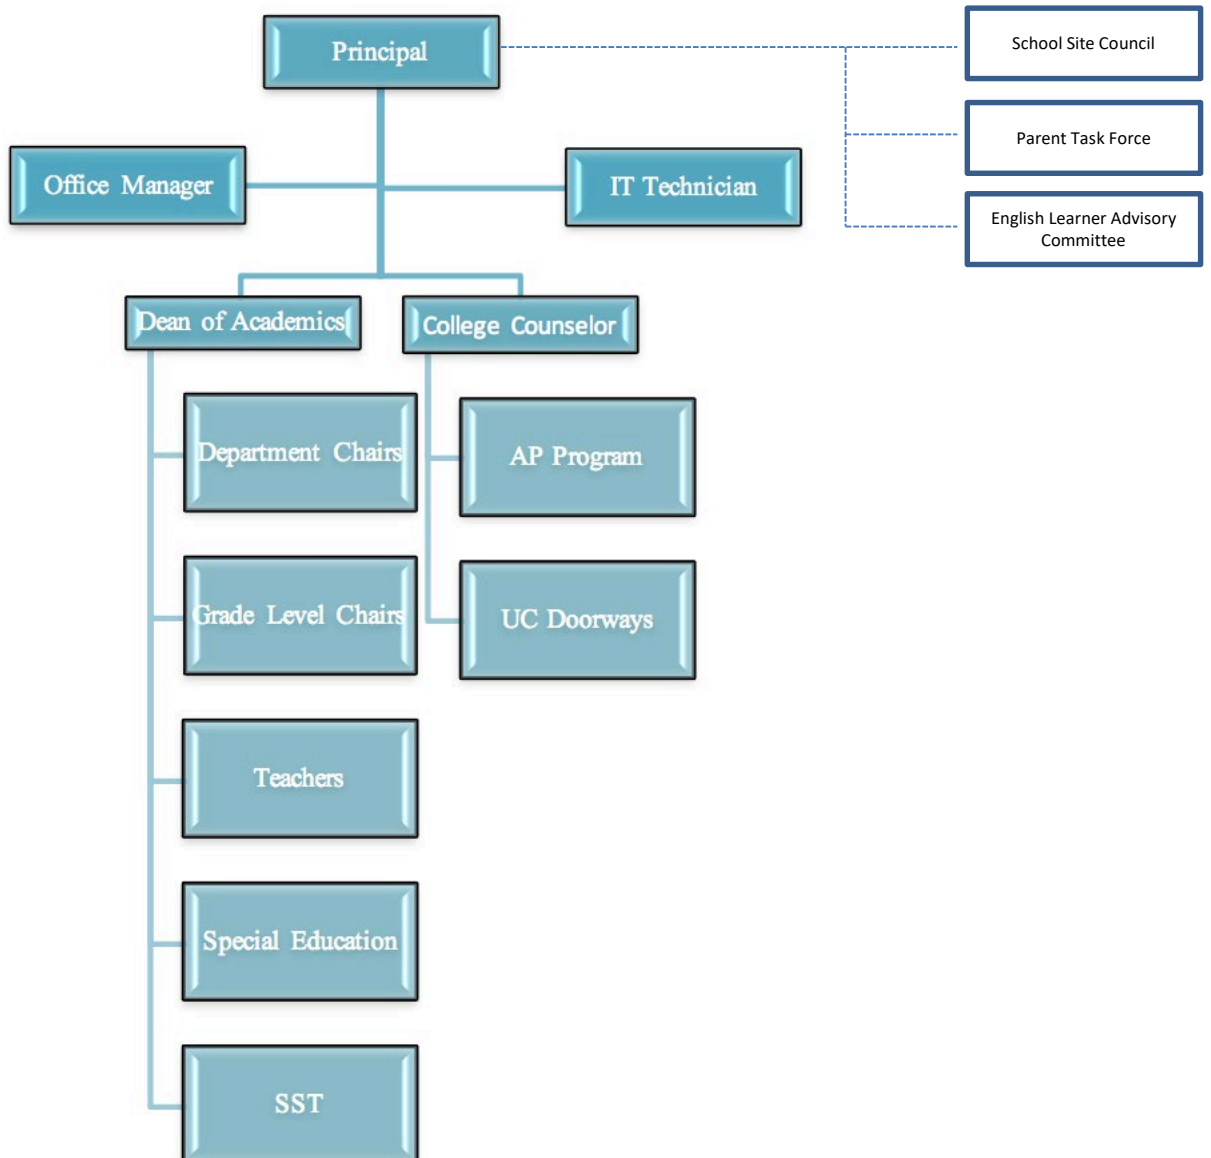 Principal
School Site Council
Parent Task Force
English Learner Advisory
Committee
Office Manager
IT Technician
Dean of Academics
College Counselor
Department Chairs
AP Program
Grade Level Chairs
UC Doorways
Teachers
Special Education
SST